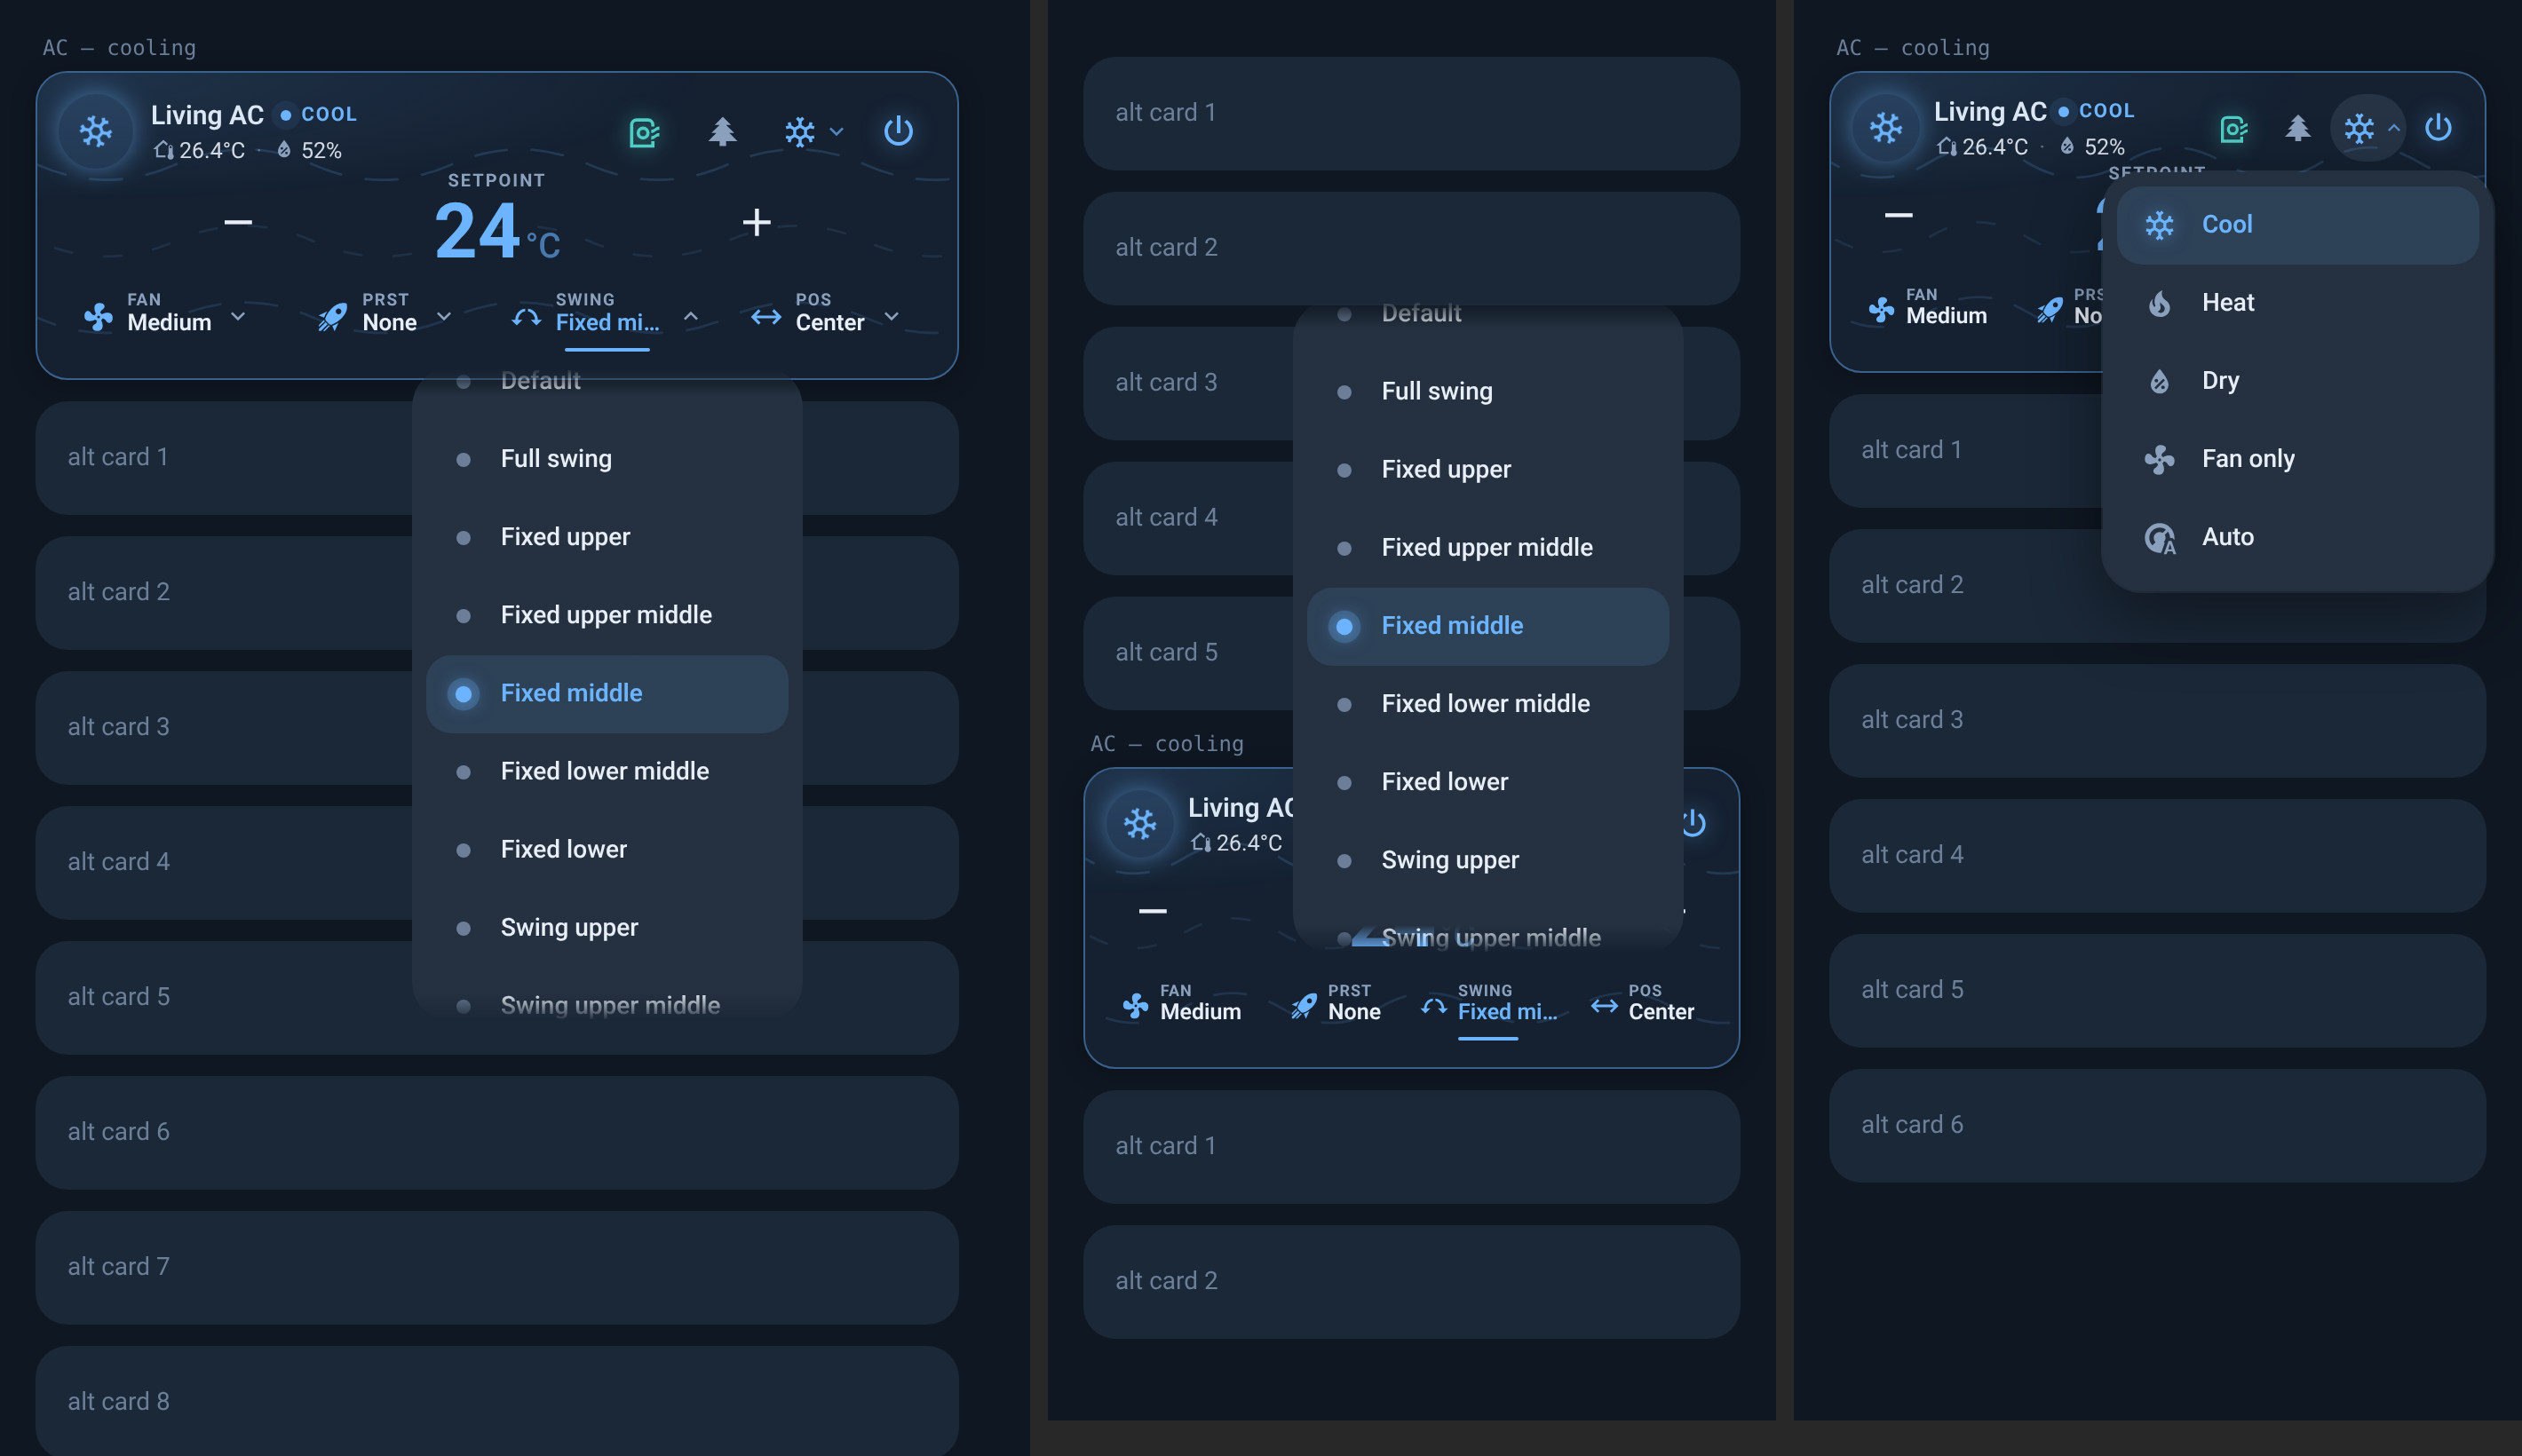 AC — cooling
Living AC COOL
26.4°C · 52%
SETPOINT
24 °C
FAN
Medium
PRST
None
SWING
Fixed mi...
POS
Center
Default
Full swing
Fixed upper
Fixed upper middle
Fixed middle
Fixed lower middle
Fixed lower
Swing upper
Swing upper middle
alt card 1
alt card 2
alt card 3
alt card 4
alt card 5
alt card 6
alt card 7
alt card 8
alt card 1
alt card 2
alt card 3
alt card 4
alt card 5
Default
Full swing
Fixed upper
Fixed upper middle
Fixed middle
Fixed lower middle
Fixed lower
Swing upper
Swing upper middle
AC — cooling
Living AC
26.4°C
FAN
Medium
PRST
None
SWING
Fixed mi...
POS
Center
alt card 1
alt card 2
AC — cooling
Living AC COOL
26.4°C · 52%
SETPOINT
FAN
Medium
Cool
Heat
Dry
Fan only
Auto
alt card 1
alt card 2
alt card 3
alt card 4
alt card 5
alt card 6